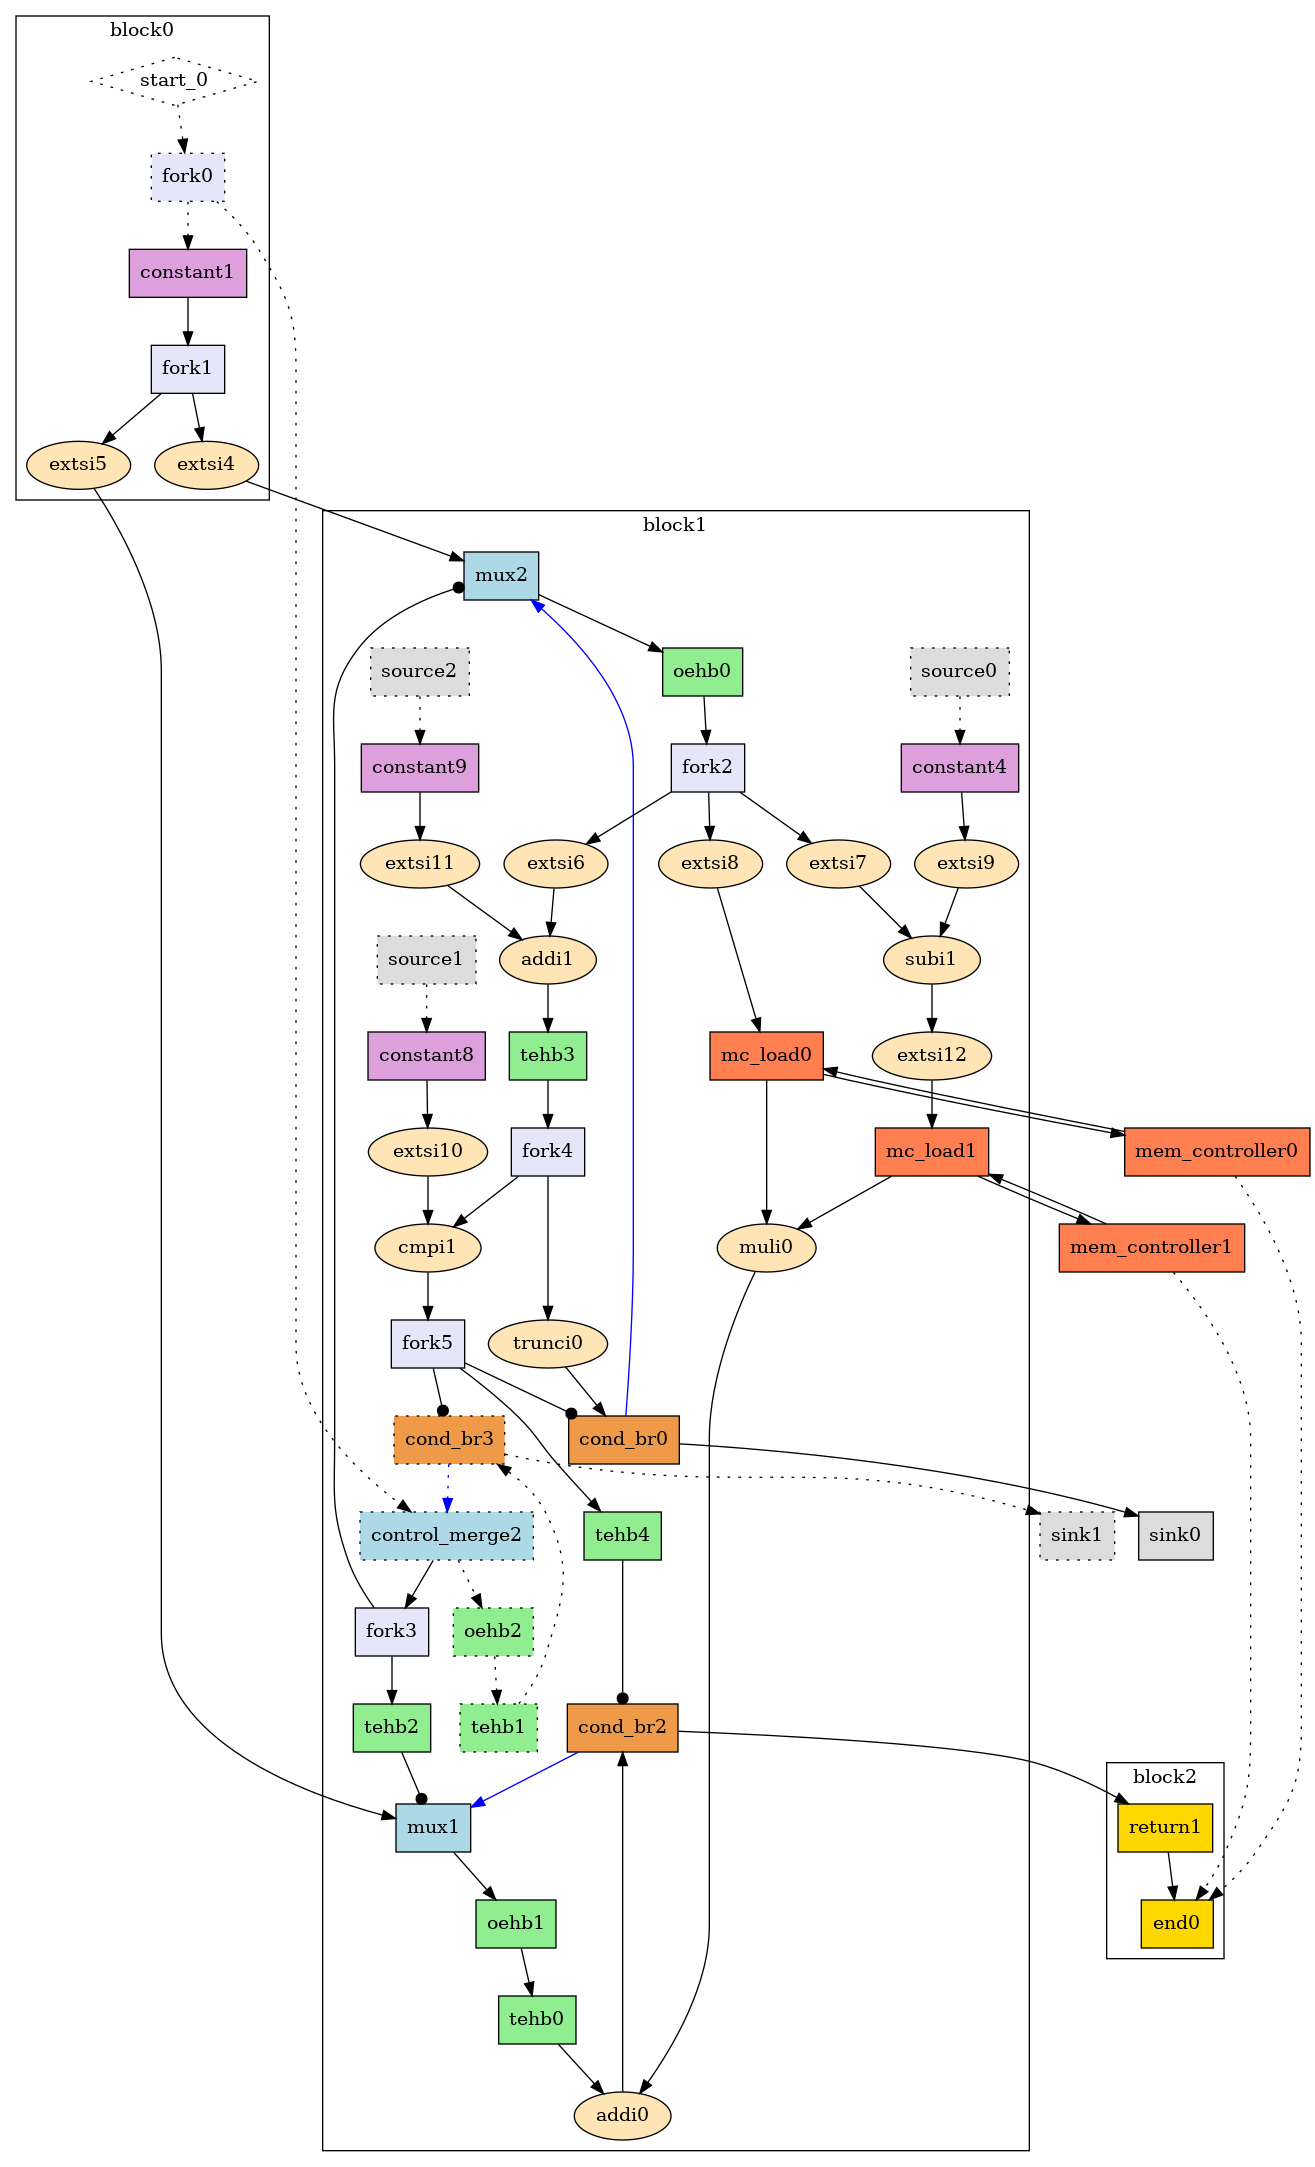 block0
start_0
fork0
constant1
fork1
extsi5
extsi4
block1
mux2
source2
oehb0
source0
constant9
fork2
constant4
extsi11
extsi6
extsi8
extsi7
extsi9
source1
addi1
subi1
constant8
tehb3
mc_load0
extsi12
extsi10
fork4
mc_load1
mem_controller0
cmpi1
muli0
mem_controller1
fork5
trunci0
cond_br3
cond_br0
control_merge2
tehb4
sink1
sink0
fork3
oehb2
tehb2
tehb1
cond_br2
block2
mux1
return1
oehb1
end0
tehb0
addi0